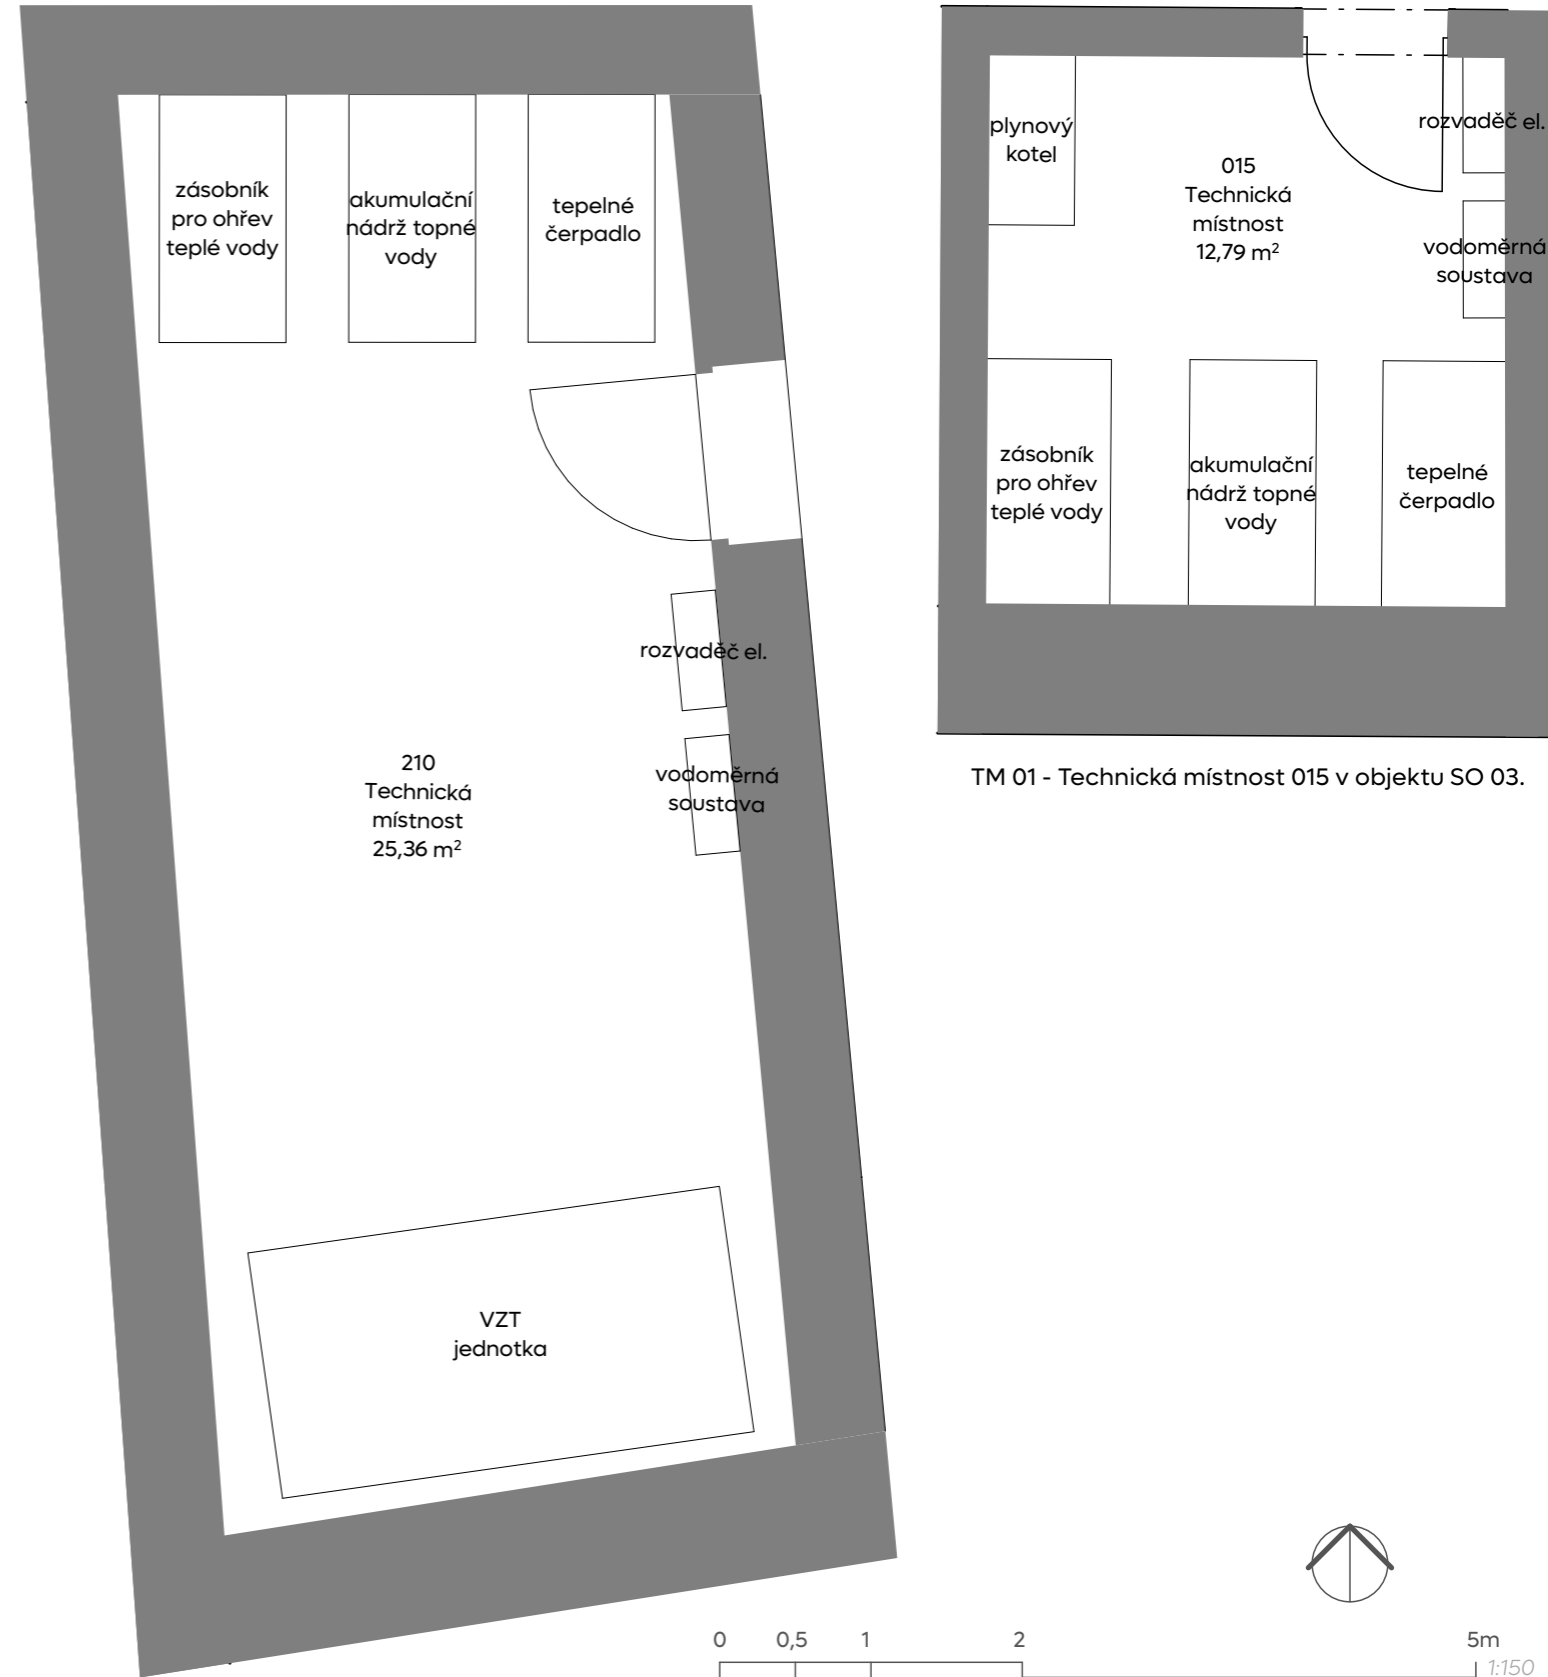 zásobník
pro ohřev
teplé vody
akumulační
nádrž topné
vody
tepelné
čerpadlo
rozvaděč el.
vodoměrná
soustava
210
Technická
místnost
25,36 m²
VZT
jednotka
plynový
kotel
015
Technická
místnost
12,79 m²
rozvaděč el.
vodoměrná
soustava
zásobník
pro ohřev
teplé vody
akumulační
nádrž topné
vody
tepelné
čerpadlo
TM 01 - Technická místnost 015 v objektu SO 03.
0 0,5 1 2 5m
1:150